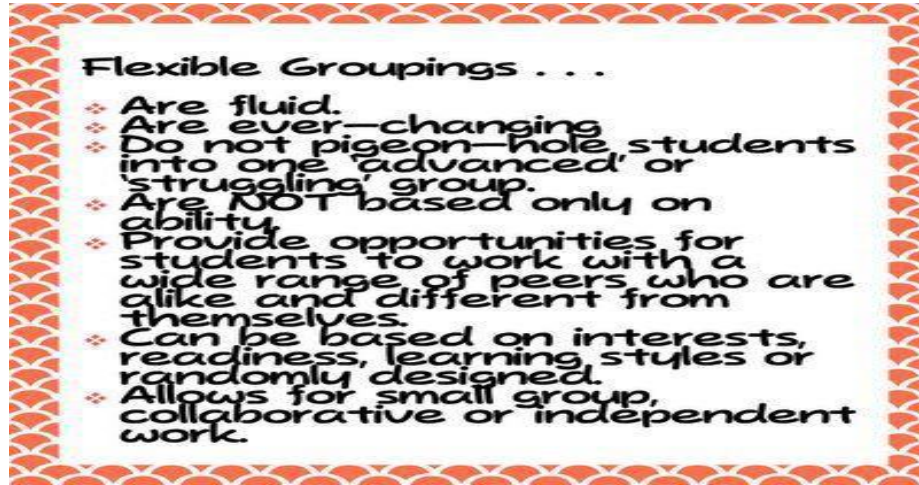 Flexible Groupings . . .
Are fluid.
Are ever-changing
Do not pigeon-hole students
into one 'advanced' or
'struggling' group.
Are NOT based only on
ability.
Provide opportunities for
students to work with a
wide range of peers who are
alike and different from
themselves.
Can be based on interests,
readiness, learning styles or
randomly designed.
Allows for small group,
collaborative or independent
work.